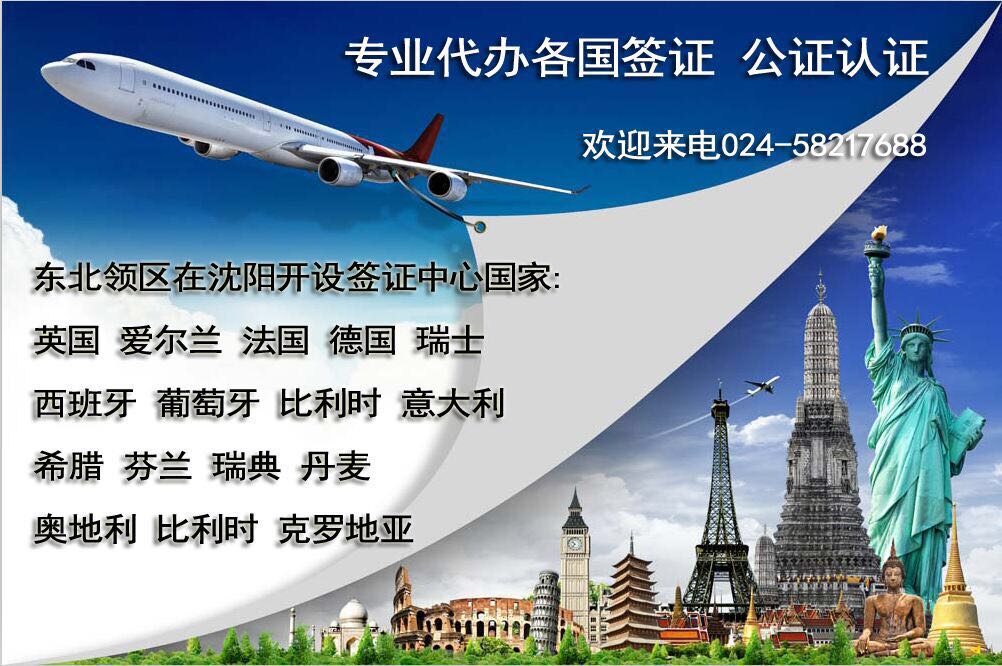 专业代办各国签证 公证认证
欢迎来电024-58217688
东北领区在沈阳开设签证中心国家:
英国 爱尔兰 法国 德国 瑞士
西班牙 葡萄牙 比利时 意大利
希腊 芬兰 瑞典 丹麦
奥地利 比利时 克罗地亚